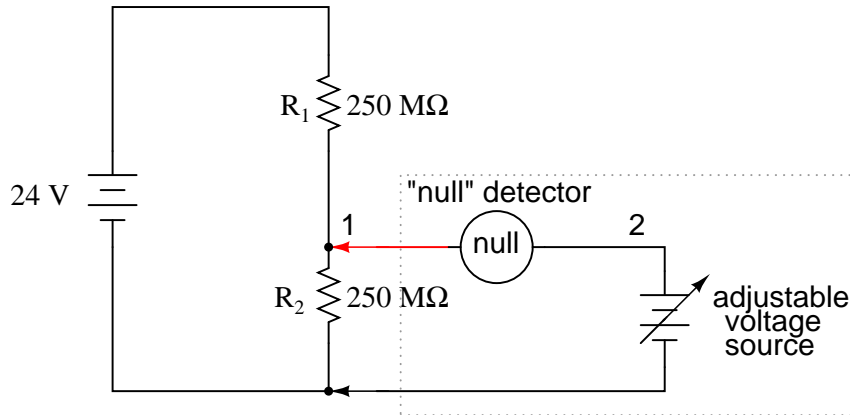 R1 250 MΩ
24 V
"null" detector
1
null
2
R2 250 MΩ
adjustable
voltage
source